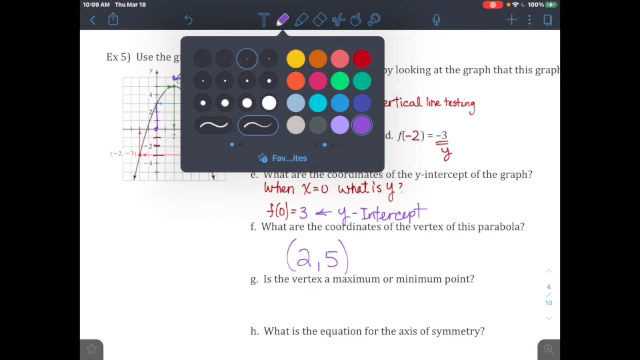 10:09 AM Thu Mar 18
Ex 5) Use the gr
by looking at the graph that this graph
ertical line testing
d. f(-2) = -3
y
(-2, -3)
e. What are the coordinates of the y-intercept of the graph?
When x=0 what is y?
f(0) = 3 ← y-Intercept
f. What are the coordinates of the vertex of this parabola?
(2, 5)
g. Is the vertex a maximum or minimum point?
h. What is the equation for the axis of symmetry?
Fav...ites
4
10